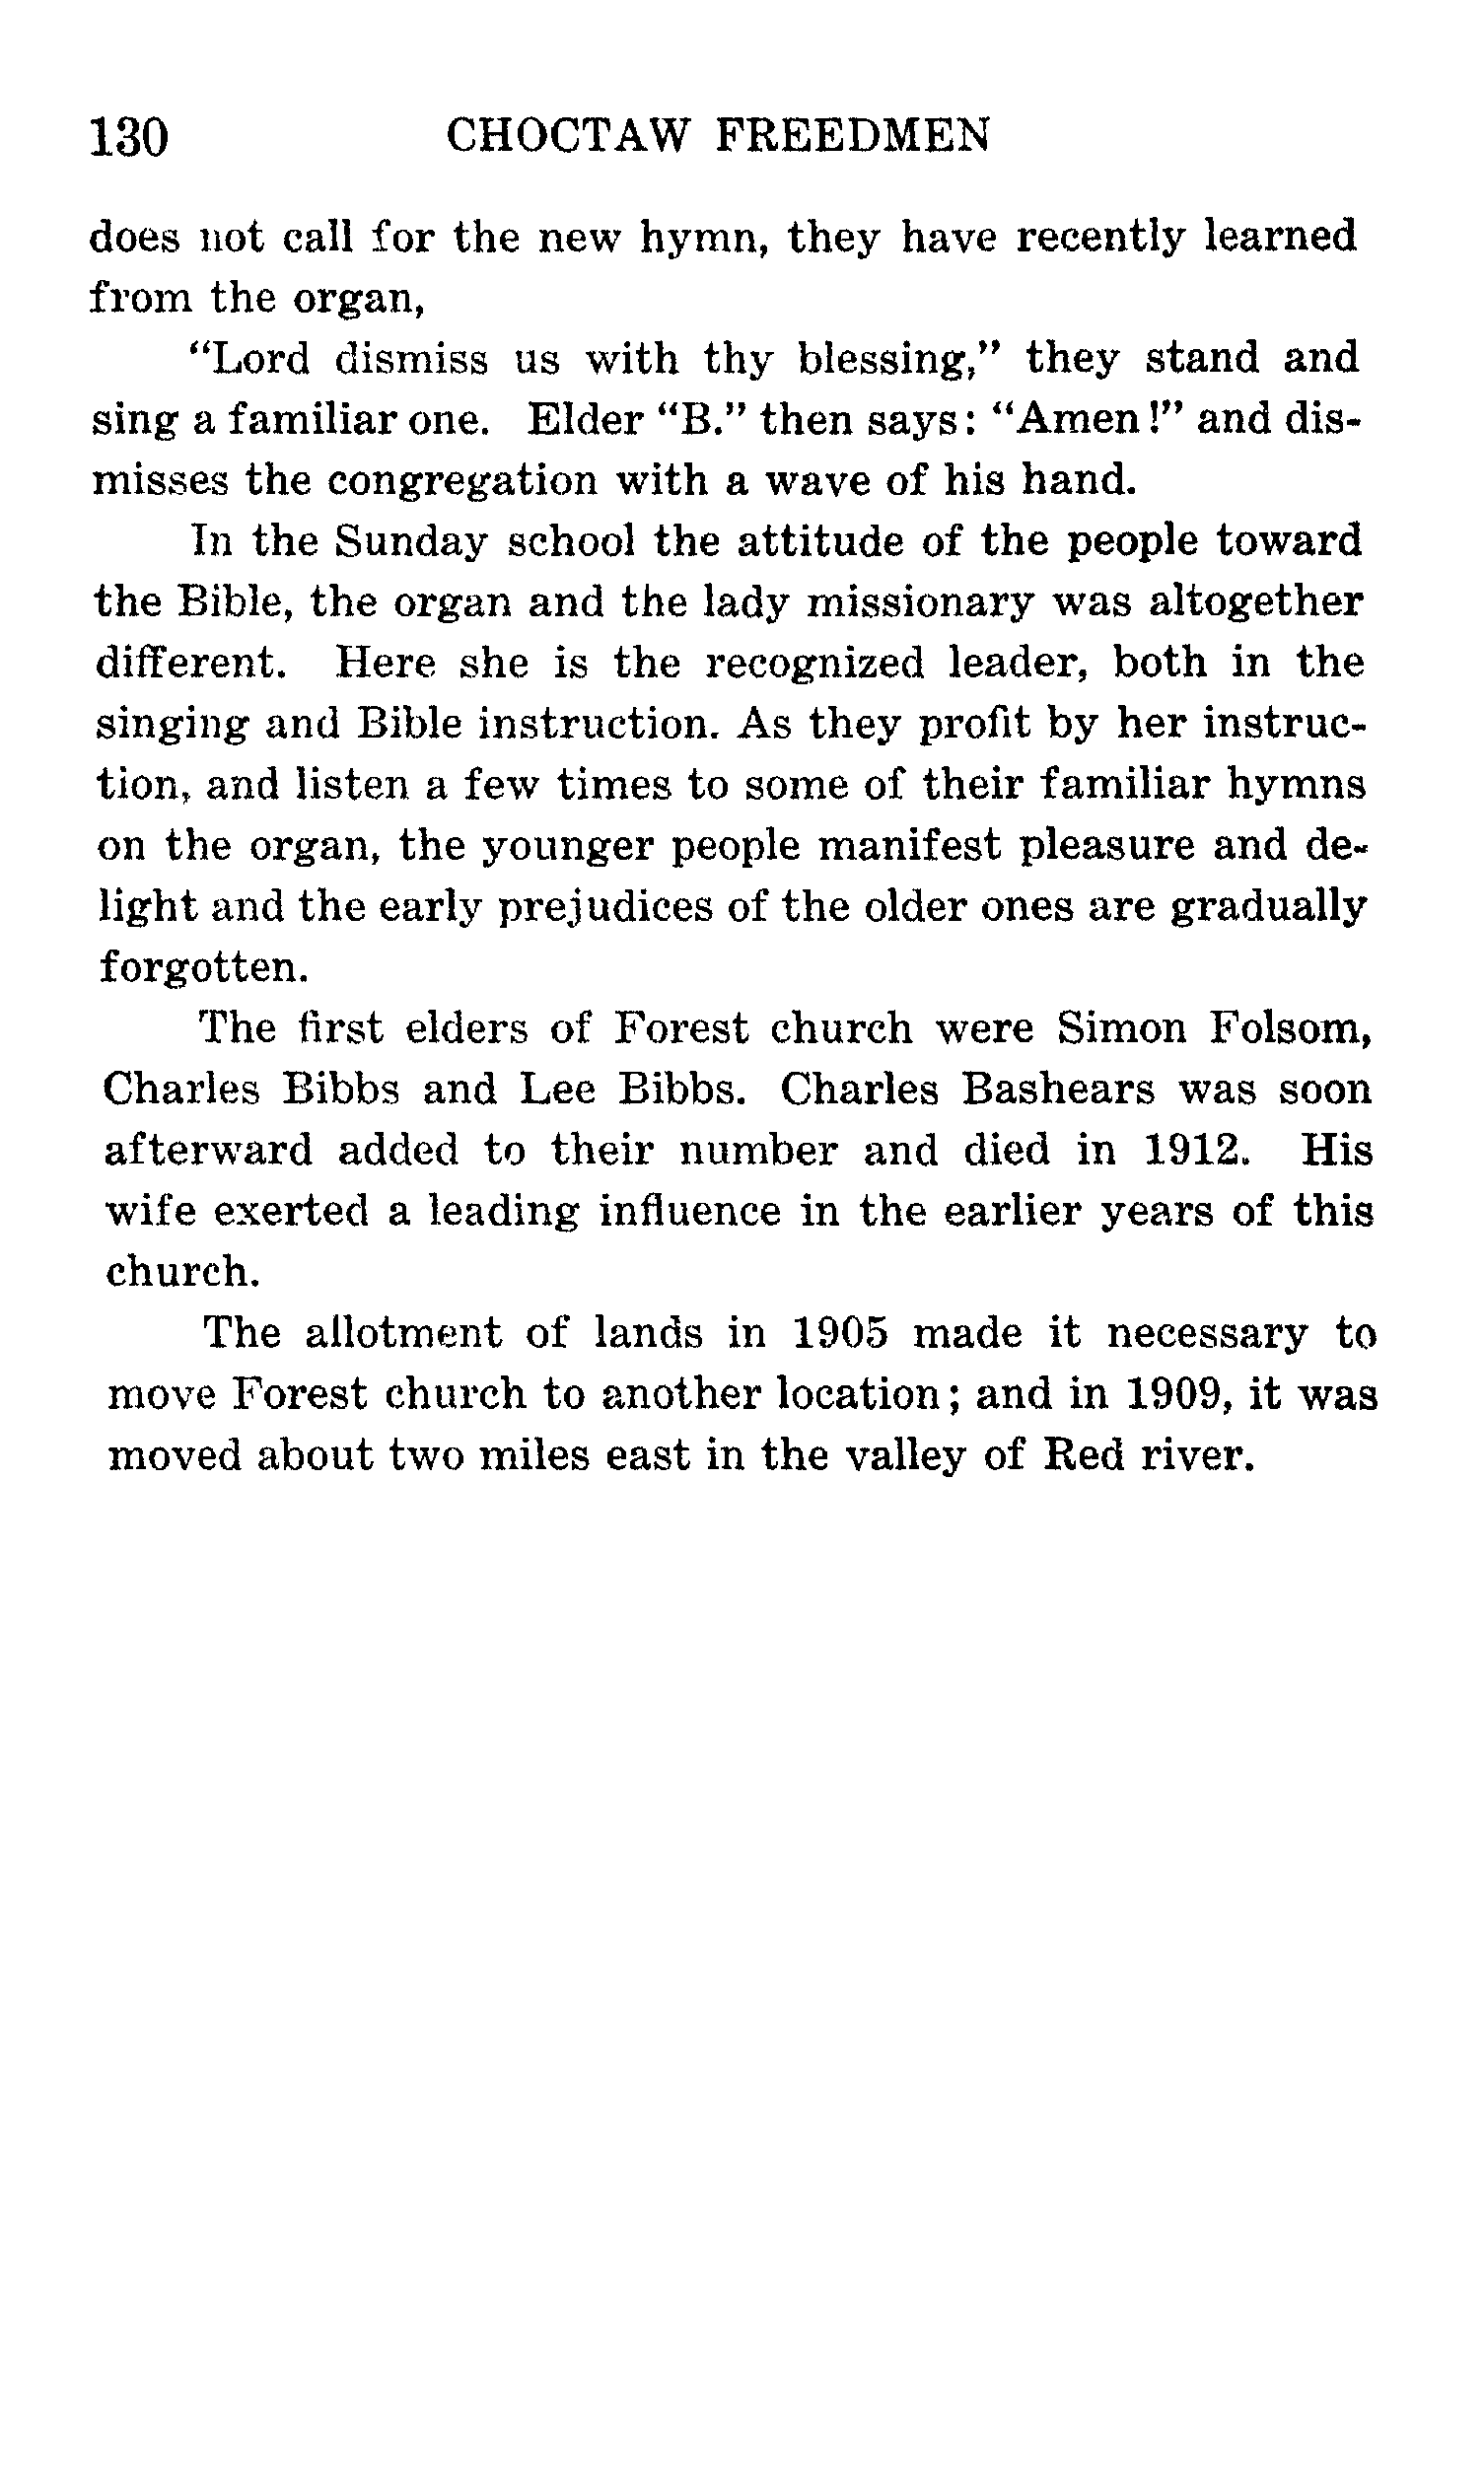 130 CHOCTAW FREEDMEN
does not call for the new hymn, they have recently learned
from the organ,
"Lord dismiss us with thy blessing," they stand and
sing a familiar one. Elder "B." then says: "Amen!" and dis-
misses the congregation with a wave of his hand.
In the Sunday school the attitude of the people toward
the Bible, the organ and the lady missionary was altogether
different. Here she is the recognized leader, both in the
singing and Bible instruction. As they profit by her instruc-
tion, and listen a few times to some of their familiar hymns
on the organ, the younger people manifest pleasure and de-
light and the early prejudices of the older ones are gradually
forgotten.
The first elders of Forest church were Simon Folsom,
Charles Bibbs and Lee Bibbs. Charles Bashears was soon
afterward added to their number and died in 1912. His
wife exerted a leading influence in the earlier years of this
church.
The allotment of lands in 1905 made it necessary to
move Forest church to another location; and in 1909, it was
moved about two miles east in the valley of Red river.